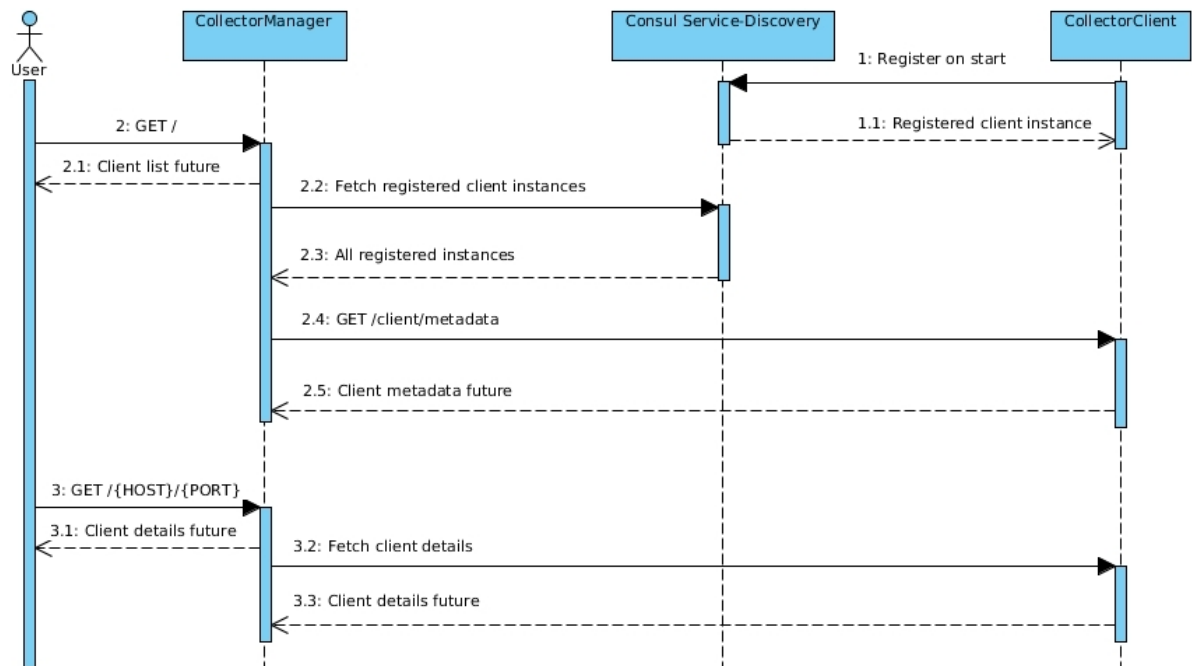 CollectorManager
Consul Service-Discovery
CollectorClient
User
1: Register on start
1.1: Registered client instance
2: GET /
2.1: Client list future
2.2: Fetch registered client instances
2.3: All registered instances
2.4: GET /client/metadata
2.5: Client metadata future
3: GET /{HOST}/{PORT}
3.1: Client details future
3.2: Fetch client details
3.3: Client details future